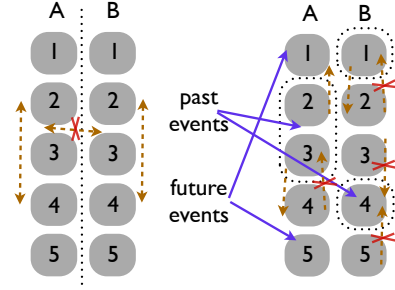 A B A B
1 1 1 1
2 2 2 2
past
events
3 3 3 3
future
events
4 4 4 4
5 5 5 5